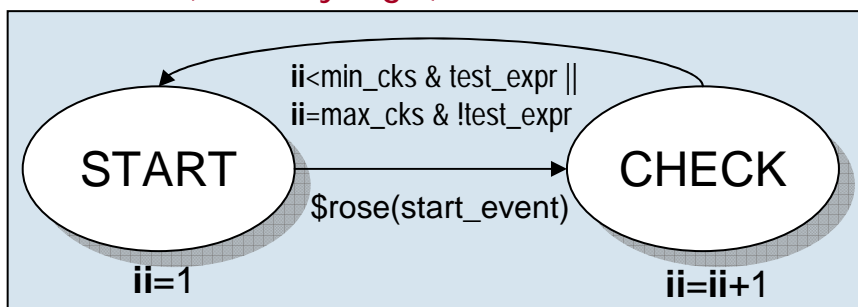 ii<min_cks & test_expr ||
ii=max_cks & !test_expr
START
CHECK
$rose(start_event)
ii=1
ii=ii+1